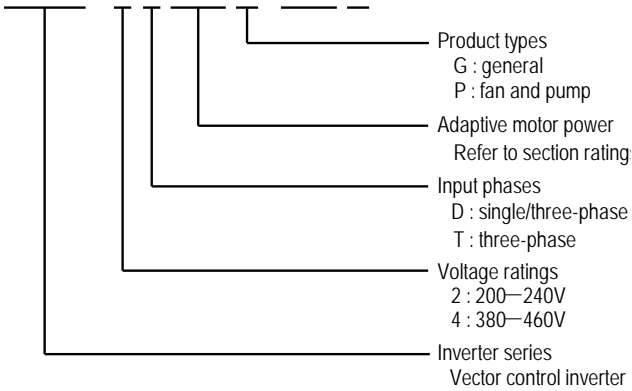 Product types
G : general
P : fan and pump
Adaptive motor power
Refer to section ratings
Input phases
D : single/three-phase
T : three-phase
Voltage ratings
2 : 200—240V
4 : 380—460V
Inverter series
Vector control inverter